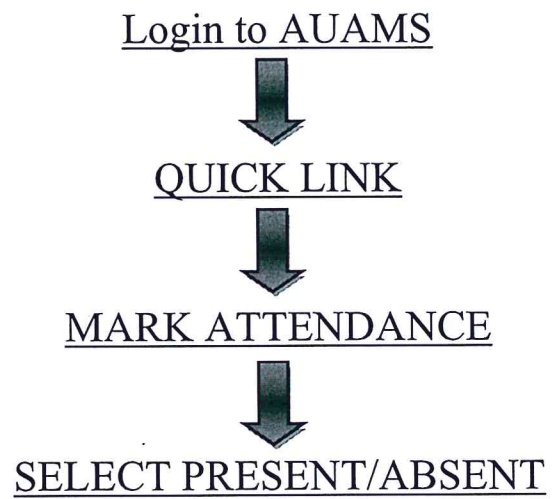 Login to AUAMS
QUICK LINK
MARK ATTENDANCE
SELECT PRESENT/ABSENT